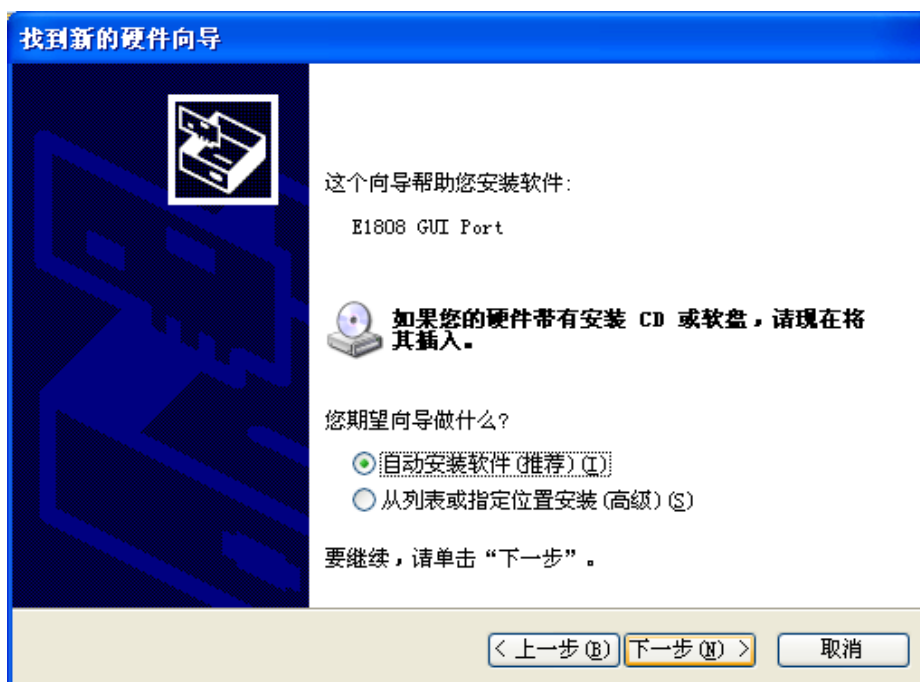 找到新的硬件向导
这个向导帮助您安装软件:
E1808 GUI Port
如果您的硬件带有安装 CD 或软盘，请现在将
其插入。
您期望向导做什么?
自动安装软件(推荐)(I)
从列表或指定位置安装(高级)(S)
要继续，请单击“下一步”。
< 上一步(B) 下一步(N) > 取消